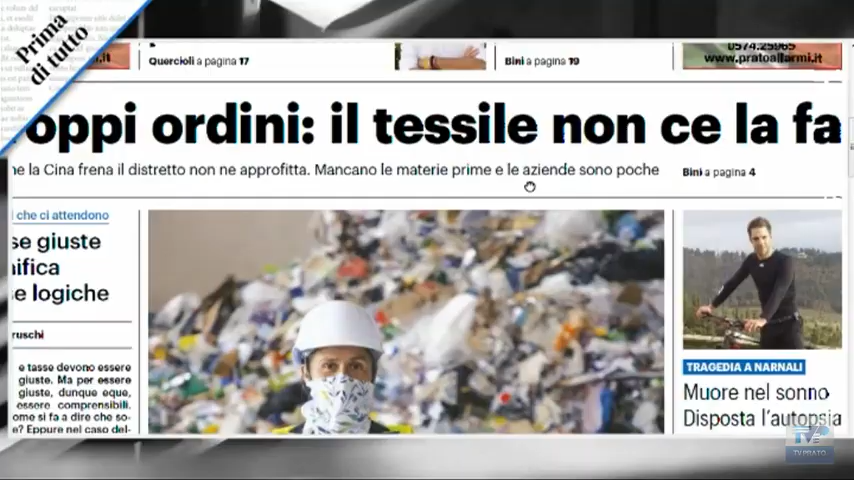 Prima
di tutto
Quercioli a pagina 17
Bini a pagina 19
0574.25965
www.pratoallarmi.it
oppi ordini: il tessile non ce la fa
ne la Cina frena il distretto non ne approfitta. Mancano le materie prime e le aziende sono poche
Bini a pagina 4
i che ci attendono
se giuste
nifica
e logiche
ruschi
e tasse devono essere
giuste. Ma per essere
giuste, dunque eque,
essere comprensibili.
ome si fa a dire che so-
e? Eppure nel caso del-
TRAGEDIA A NARNALI
Muore nel sonno
Disposta l'autopsia
TV
TV PRATO